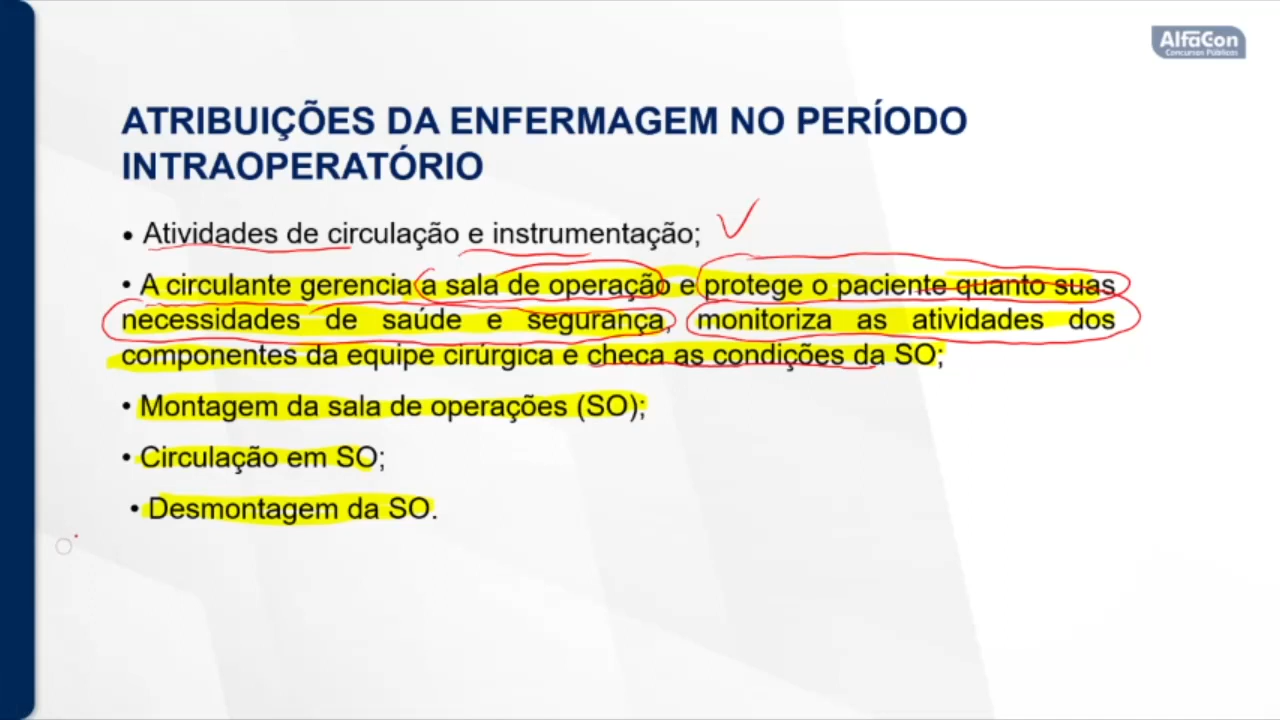 AlfaCon
Concursos Públicos
ATRIBUIÇÕES DA ENFERMAGEM NO PERÍODO
INTRAOPERATÓRIO
• Atividades de circulação e instrumentação;
• A circulante gerencia a sala de operação e protege o paciente quanto suas
necessidades de saúde e segurança, monitoriza as atividades dos
componentes da equipe cirúrgica e checa as condições da SO;
• Montagem da sala de operações (SO);
• Circulação em SO;
• Desmontagem da SO.